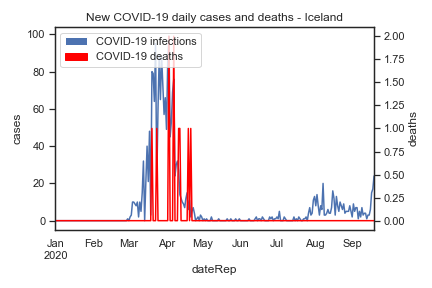 New COVID-19 daily cases and deaths - Iceland
COVID-19 infections
COVID-19 deaths
100
80
60
40
20
0
cases
2.00
1.75
1.50
1.25
1.00
0.75
0.50
0.25
0.00
deaths
Jan Feb Mar Apr May Jun Jul Aug Sep
2020
dateRep